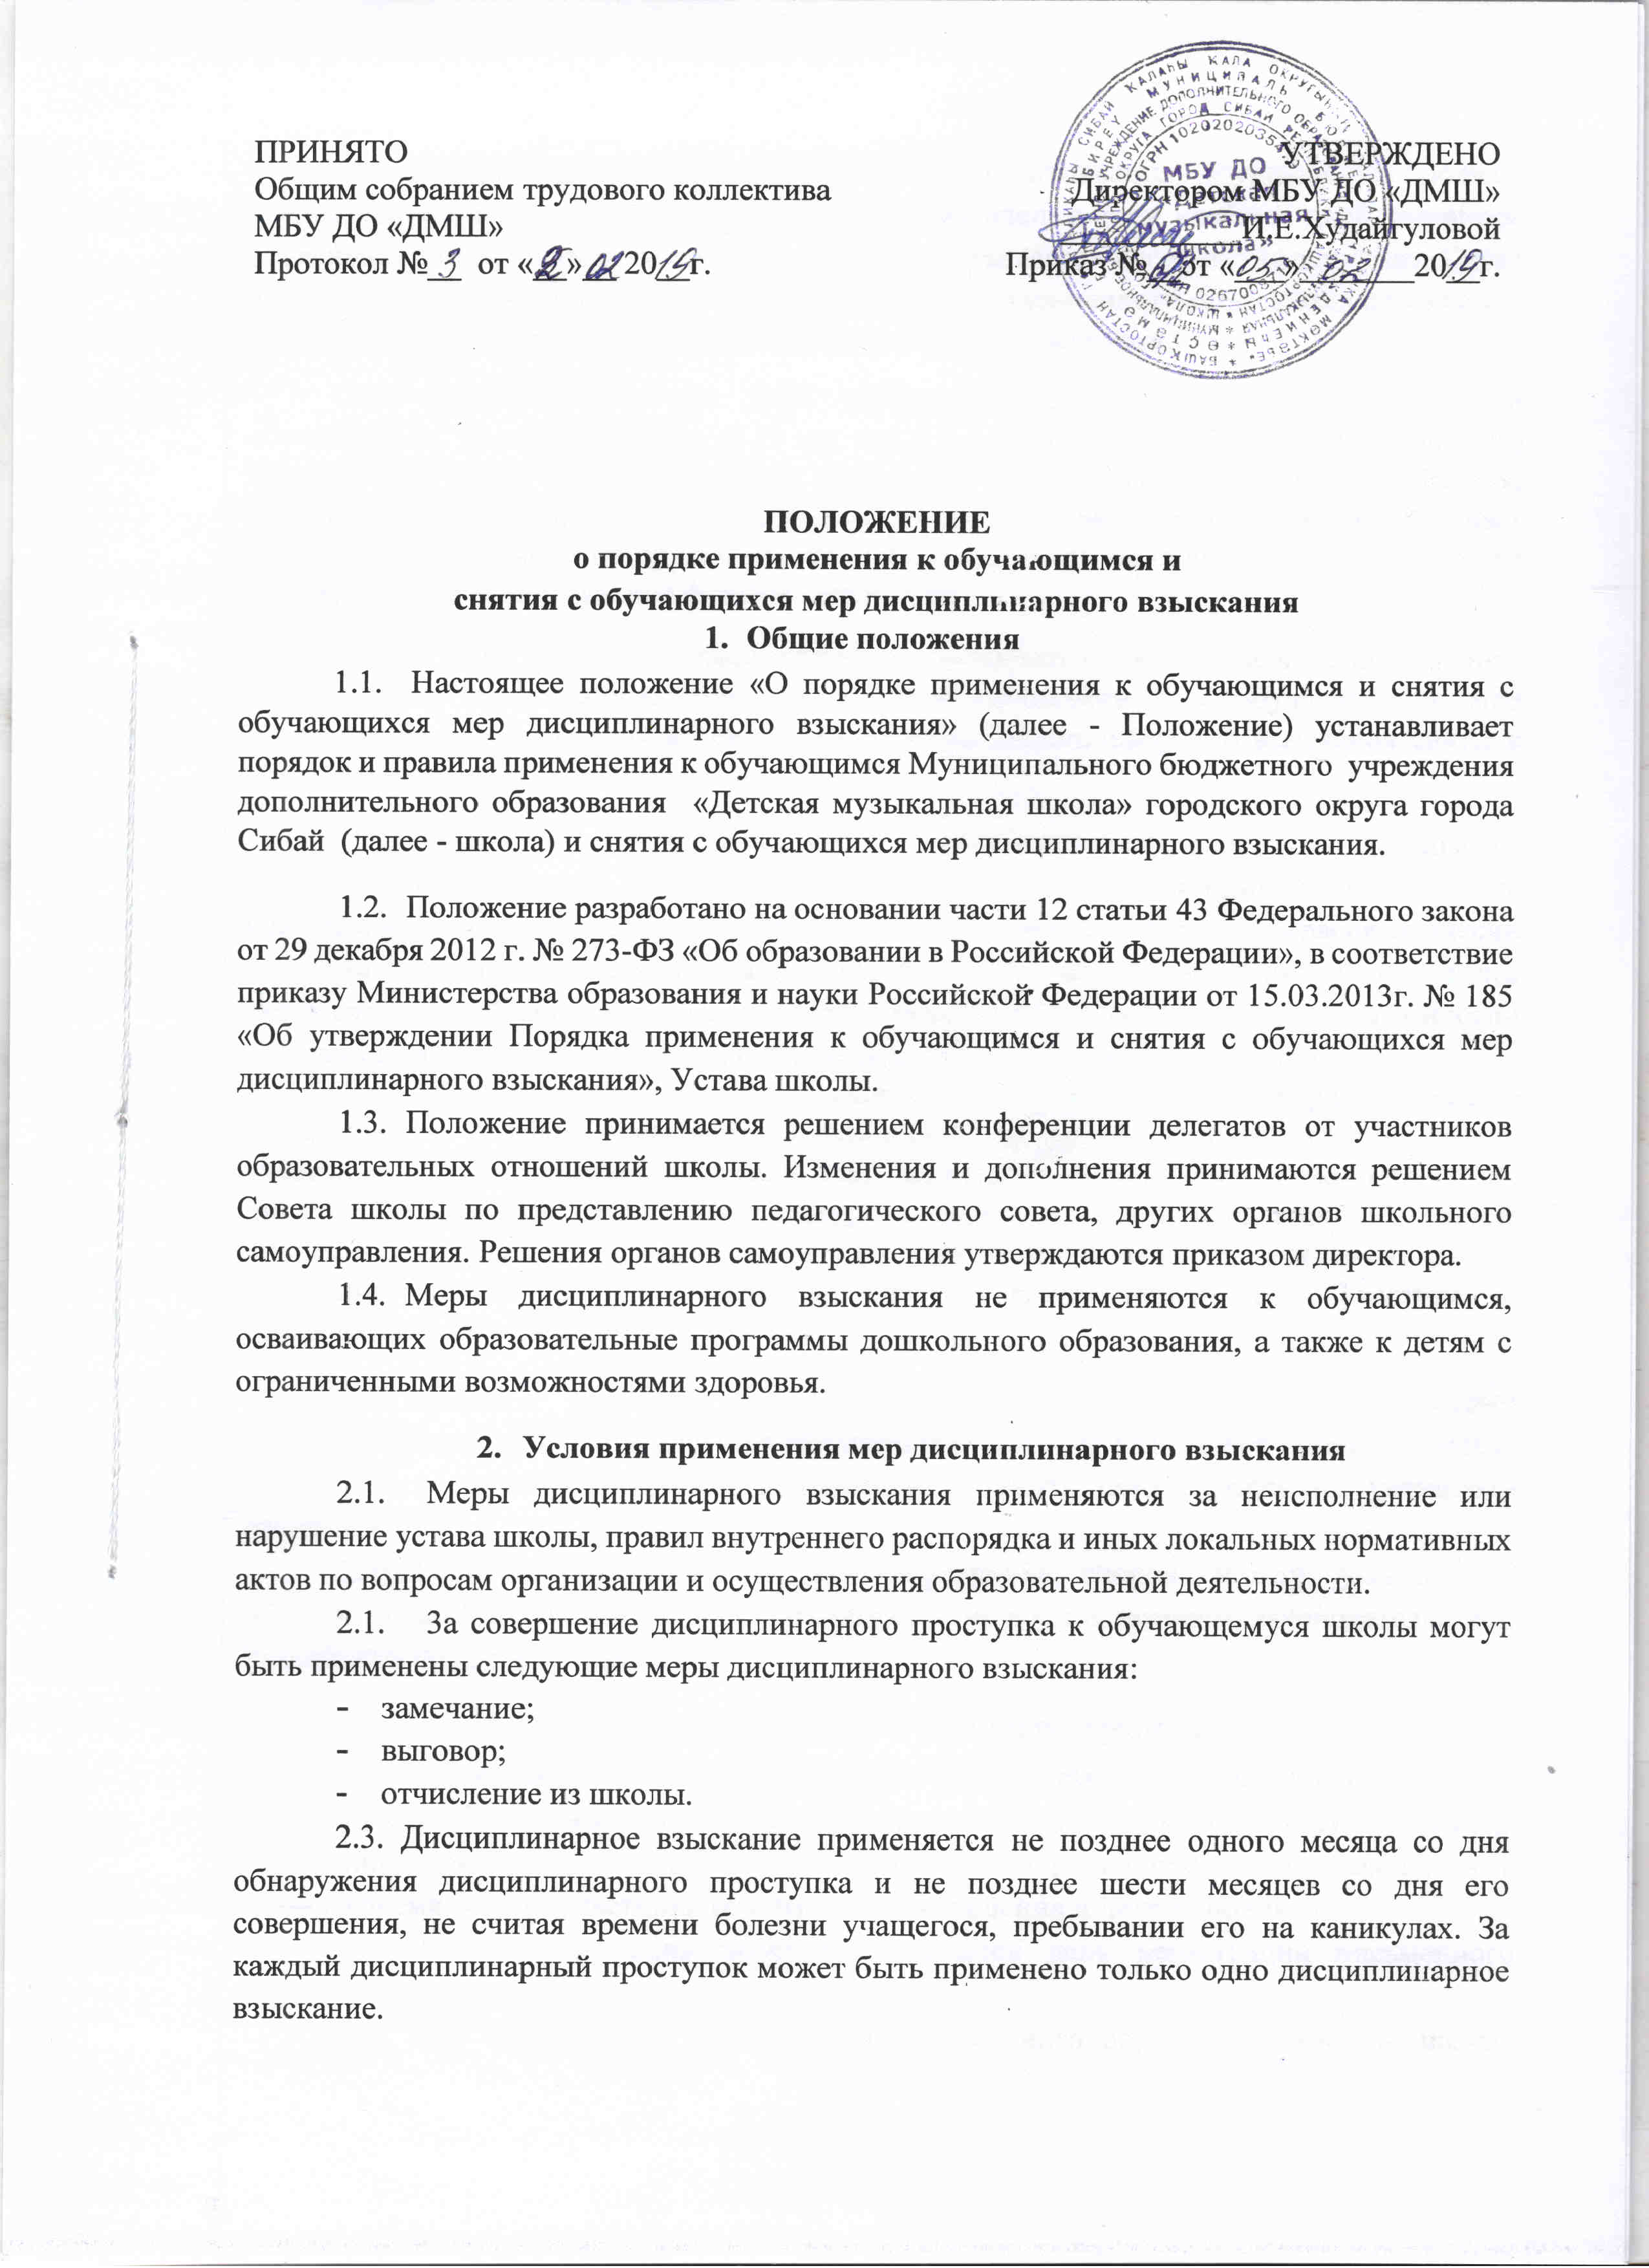 ПРИНЯТО
Общим собранием трудового коллектива
МБУ ДО «ДМШ»
Протокол № 3 от « » 02 2019г.
УТВЕРЖДЕНО
Директором МБУ ДО «ДМШ»
И.Е.Худайгуловой
Приказ № от «05» 02 2019г.
МБУ ДО
«Детская
музыкальная
школа»
ПОЛОЖЕНИЕ
о порядке применения к обучающимся и
снятия с обучающихся мер дисциплинарного взыскания
1. Общие положения
1.1. Настоящее положение «О порядке применения к обучающимся и снятия с
обучающихся мер дисциплинарного взыскания» (далее - Положение) устанавливает
порядок и правила применения к обучающимся Муниципального бюджетного учреждения
дополнительного образования «Детская музыкальная школа» городского округа города
Сибай (далее - школа) и снятия с обучающихся мер дисциплинарного взыскания.
1.2. Положение разработано на основании части 12 статьи 43 Федерального закона
от 29 декабря 2012 г. № 273-ФЗ «Об образовании в Российской Федерации», в соответствие
приказу Министерства образования и науки Российской Федерации от 15.03.2013г. № 185
«Об утверждении Порядка применения к обучающимся и снятия с обучающихся мер
дисциплинарного взыскания», Устава школы.
1.3. Положение принимается решением конференции делегатов от участников
образовательных отношений школы. Изменения и дополнения принимаются решением
Совета школы по представлению педагогического совета, других органов школьного
самоуправления. Решения органов самоуправления утверждаются приказом директора.
1.4. Меры дисциплинарного взыскания не применяются к обучающимся,
осваивающих образовательные программы дошкольного образования, а также к детям с
ограниченными возможностями здоровья.
2. Условия применения мер дисциплинарного взыскания
2.1. Меры дисциплинарного взыскания применяются за неисполнение или
нарушение устава школы, правил внутреннего распорядка и иных локальных нормативных
актов по вопросам организации и осуществления образовательной деятельности.
2.1. За совершение дисциплинарного проступка к обучающемуся школы могут
быть применены следующие меры дисциплинарного взыскания:
- замечание;
- выговор;
- отчисление из школы.
2.3. Дисциплинарное взыскание применяется не позднее одного месяца со дня
обнаружения дисциплинарного проступка и не позднее шести месяцев со дня его
совершения, не считая времени болезни учащегося, пребывании его на каникулах. За
каждый дисциплинарный проступок может быть применено только одно дисциплинарное
взыскание.